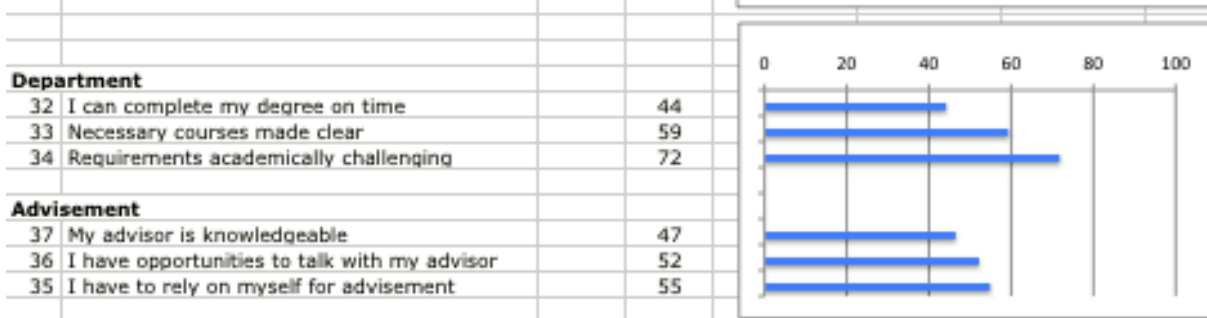 0 20 40 60 80 100
Department
32 I can complete my degree on time 44
33 Necessary courses made clear 59
34 Requirements academically challenging 72
Advisement
37 My advisor is knowledgeable 47
36 I have opportunities to talk with my advisor 52
35 I have to rely on myself for advisement 55